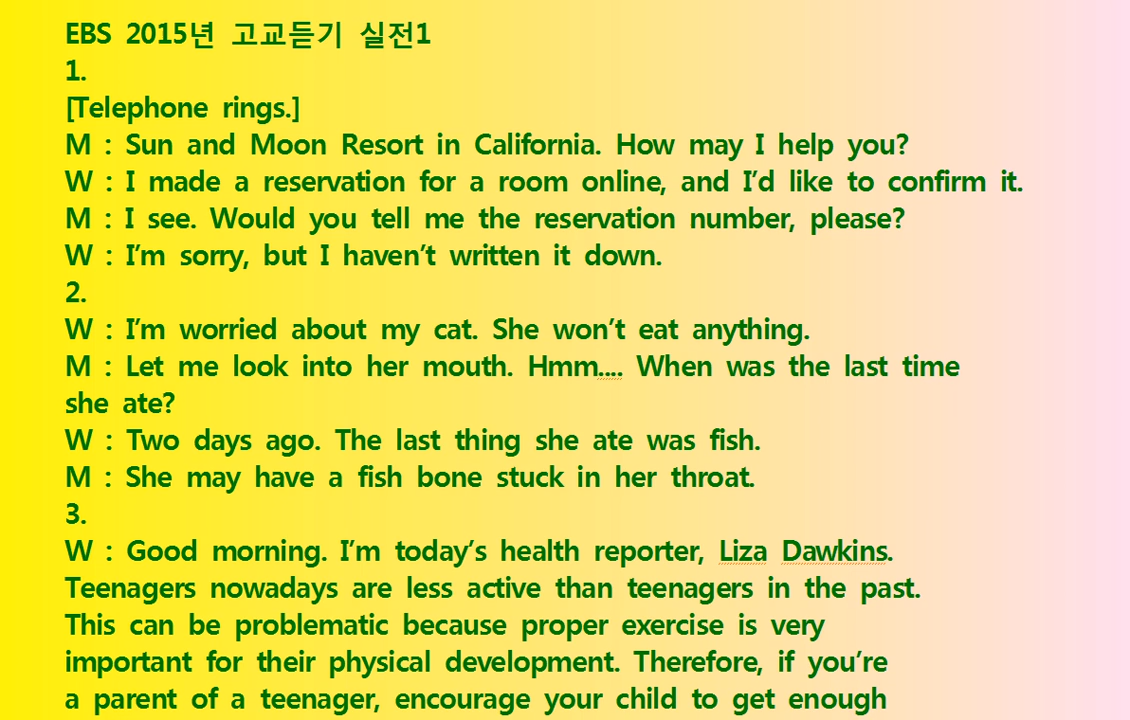 EBS 2015년 고교듣기 실전1
1.
[Telephone rings.]
M : Sun and Moon Resort in California. How may I help you?
W : I made a reservation for a room online, and I’d like to confirm it.
M : I see. Would you tell me the reservation number, please?
W : I’m sorry, but I haven’t written it down.
2.
W : I’m worried about my cat. She won’t eat anything.
M : Let me look into her mouth. Hmm.... When was the last time
she ate?
W : Two days ago. The last thing she ate was fish.
M : She may have a fish bone stuck in her throat.
3.
W : Good morning. I’m today’s health reporter, Liza Dawkins.
Teenagers nowadays are less active than teenagers in the past.
This can be problematic because proper exercise is very
important for their physical development. Therefore, if you’re
a parent of a teenager, encourage your child to get enough